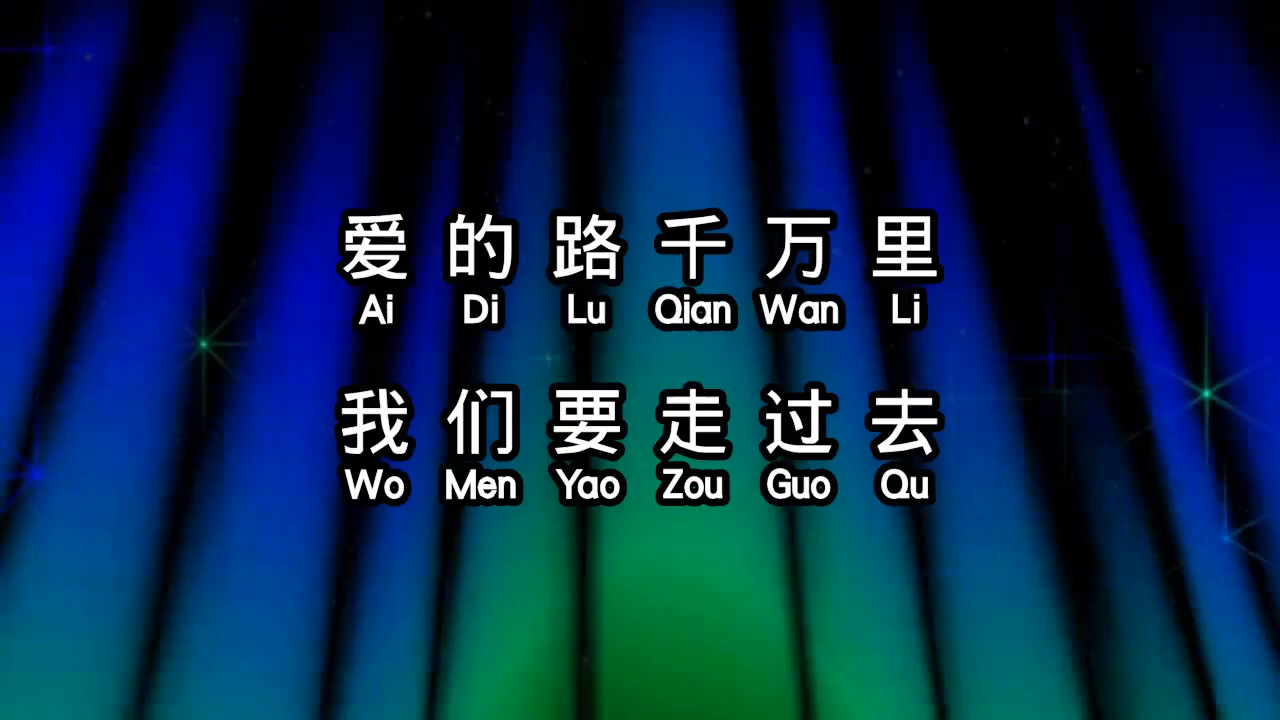 爱 的 路 千 万 里
Ai Di Lu Qian Wan Li
我 们 要 走 过 去
Wo Men Yao Zou Guo Qu